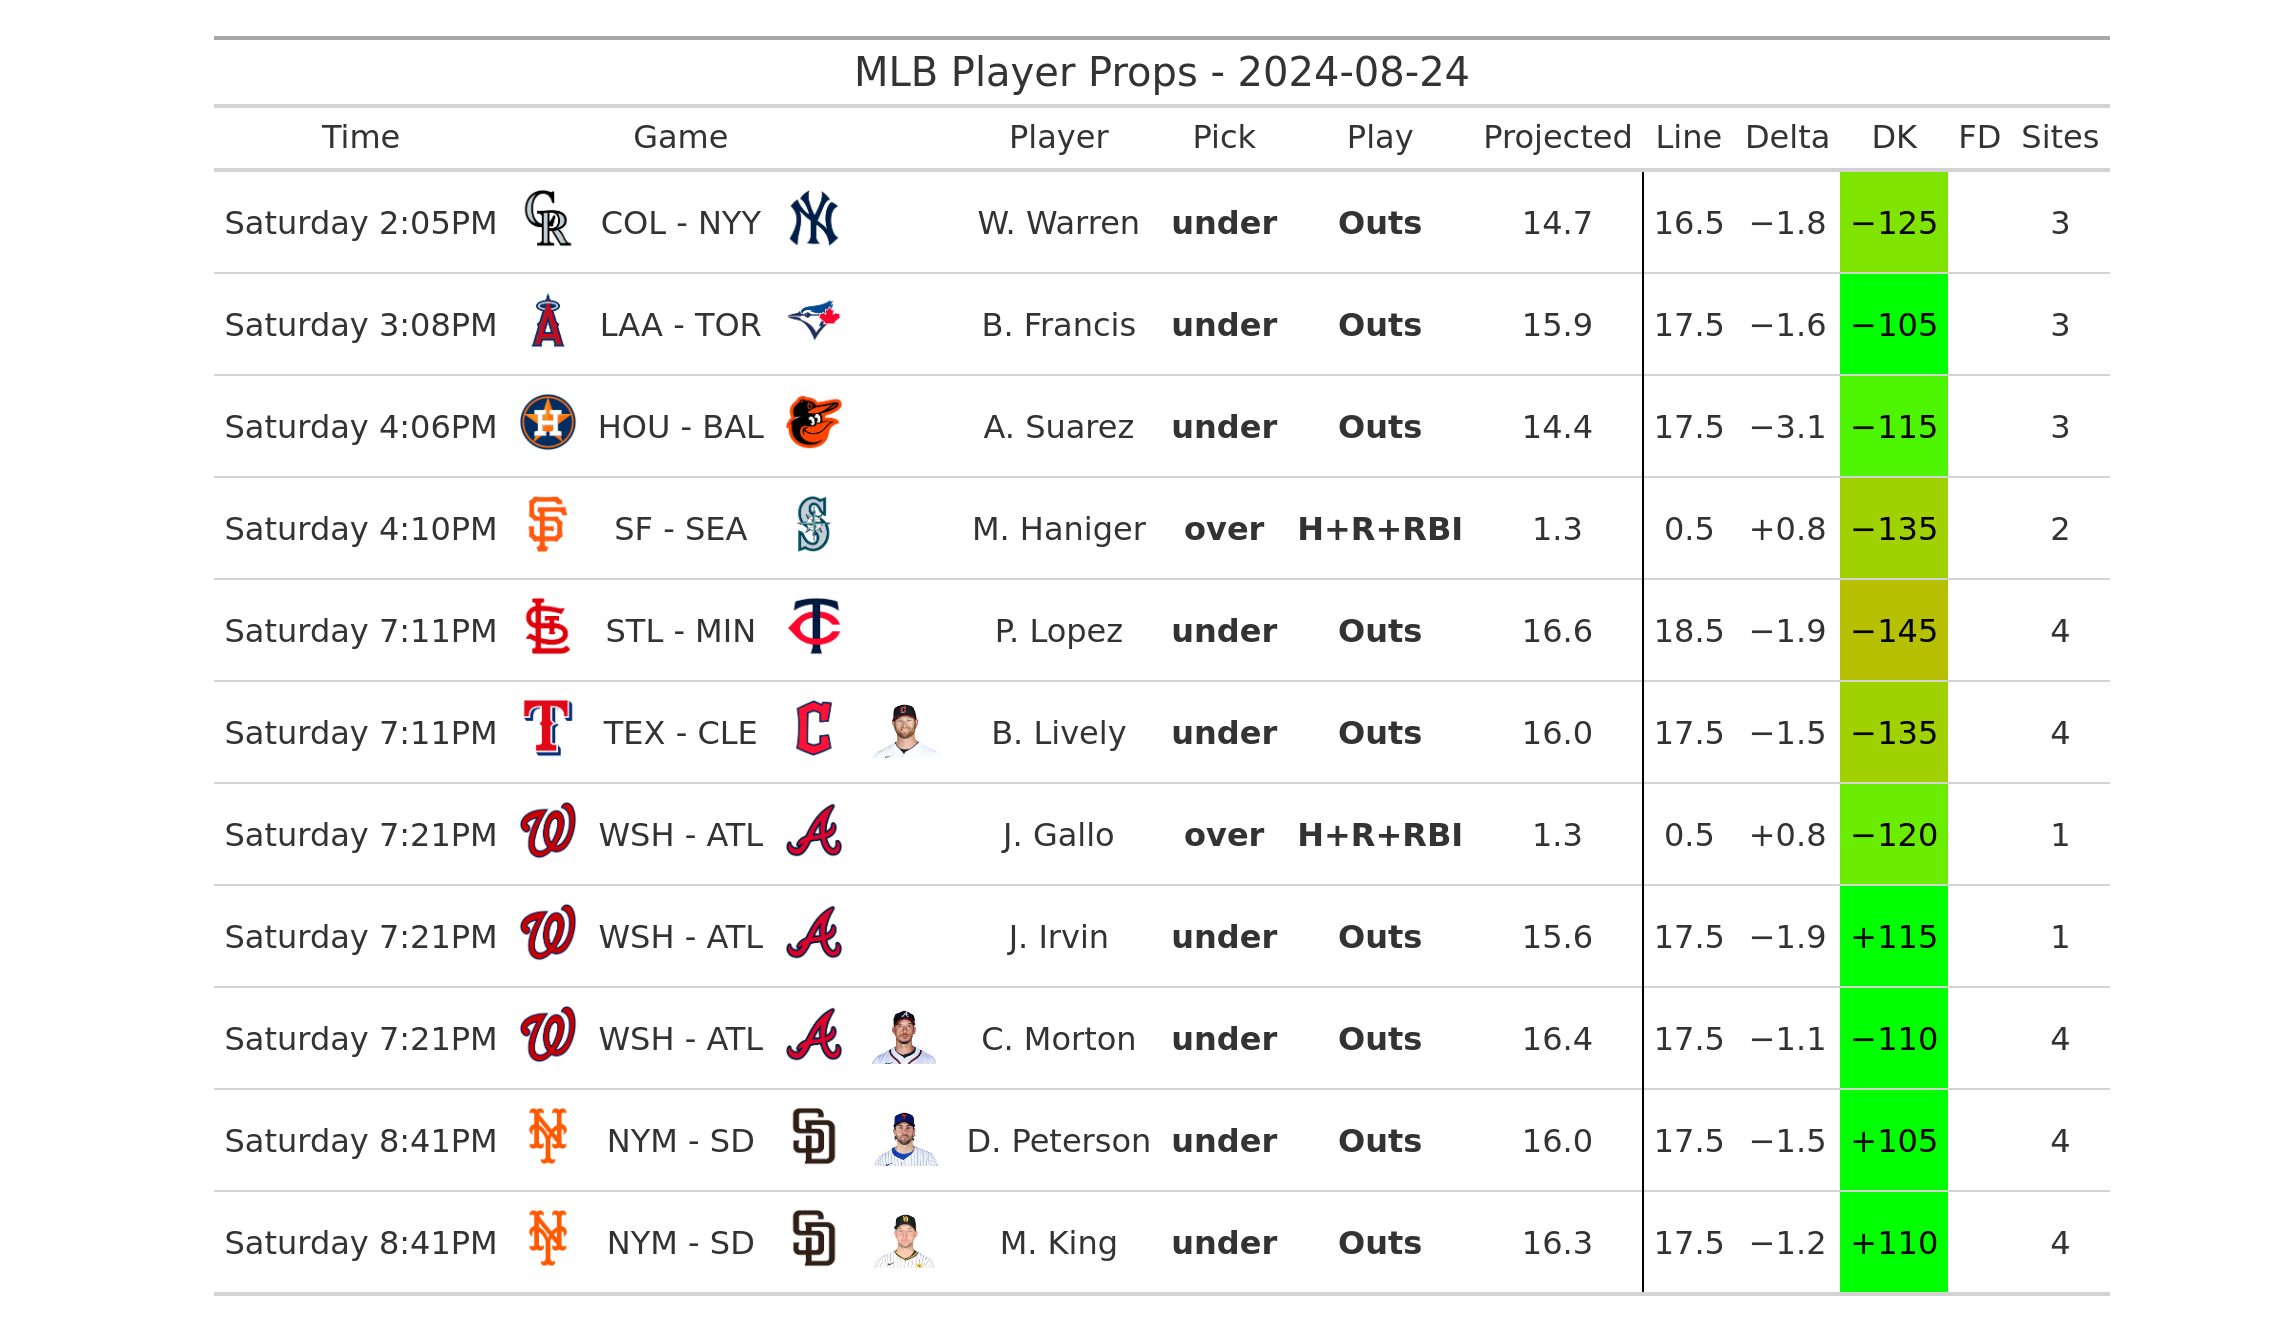 MLB Player Props - 2024-08-24
Time Game Player Pick Play Projected Line Delta DK FD Sites
Saturday 2:05PM COL - NYY W. Warren under Outs 14.7 16.5 −1.8 −125 3
Saturday 3:08PM LAA - TOR B. Francis under Outs 15.9 17.5 −1.6 −105 3
Saturday 4:06PM HOU - BAL A. Suarez under Outs 14.4 17.5 −3.1 −115 3
Saturday 4:10PM SF - SEA M. Haniger over H+R+RBI 1.3 0.5 +0.8 −135 2
Saturday 7:11PM STL - MIN P. Lopez under Outs 16.6 18.5 −1.9 −145 4
Saturday 7:11PM TEX - CLE B. Lively under Outs 16.0 17.5 −1.5 −135 4
Saturday 7:21PM WSH - ATL J. Gallo over H+R+RBI 1.3 0.5 +0.8 −120 1
Saturday 7:21PM WSH - ATL J. Irvin under Outs 15.6 17.5 −1.9 +115 1
Saturday 7:21PM WSH - ATL C. Morton under Outs 16.4 17.5 −1.1 −110 4
Saturday 8:41PM NYM - SD D. Peterson under Outs 16.0 17.5 −1.5 +105 4
Saturday 8:41PM NYM - SD M. King under Outs 16.3 17.5 −1.2 +110 4